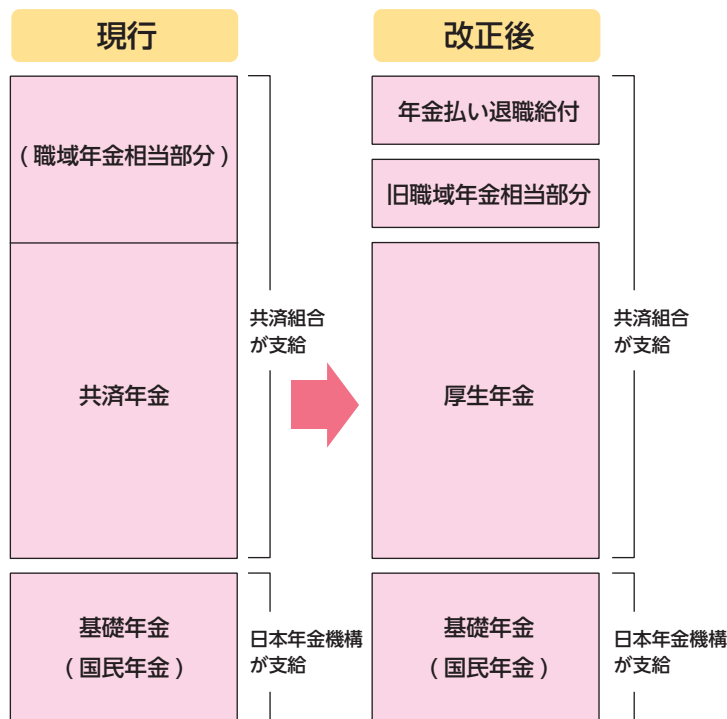 現行
(職域年金相当部分)
共済年金
共済組合
が支給
基礎年金
(国民年金)
日本年金機構
が支給
改正後
年金払い退職給付
旧職域年金相当部分
厚生年金
共済組合
が支給
基礎年金
(国民年金)
日本年金機構
が支給